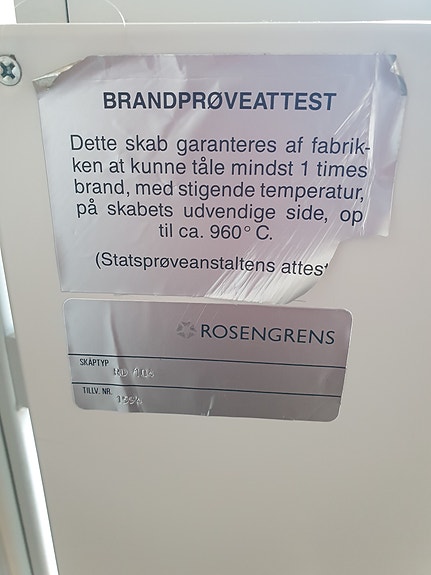 BRANDPRØVEATTEST
Dette skab garanteres af fabrik-
ken at kunne tåle mindst 1 times
brand, med stigende temperatur,
på skabets udvendige side, op
til ca. 960° C.
(Statsprøveanstaltens attest
ROSENGRENS
SKÅPTYP
TILLV. NR.